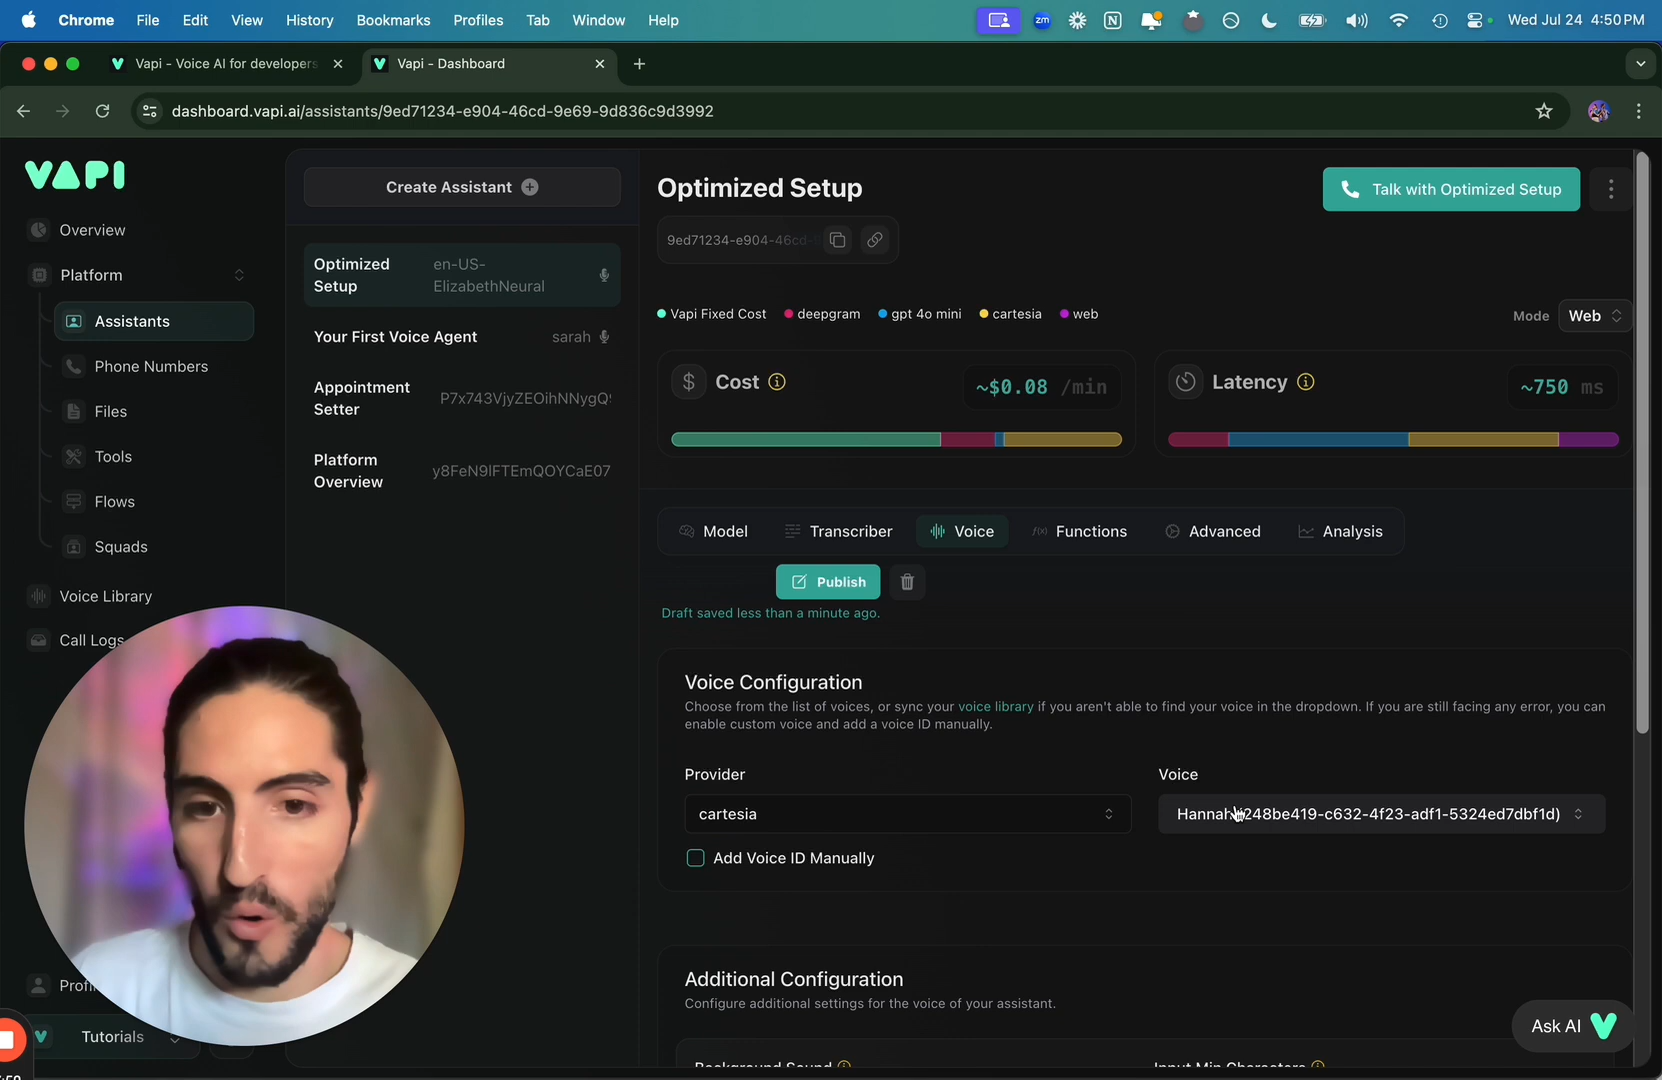 Chrome File Edit View History Bookmarks Profiles Tab Window Help
zm
Wed Jul 24 4:50 PM
Vapi - Voice AI for developers
Vapi - Dashboard
dashboard.vapi.ai/assistants/9ed71234-e904-46cd-9e69-9d836c9d3992
VAPI
Overview
Platform
Assistants
Phone Numbers
Files
Tools
Flows
Squads
Voice Library
Call Logs
Tutorials
Create Assistant
Optimized Setup
en-US-ElizabethNeural
Your First Voice Agent
sarah
Appointment Setter
P7x743VjyZEOihNNygQ
Platform Overview
y8FeN9lFTEmQOYCaE07
Optimized Setup
Talk with Optimized Setup
9ed71234-e904-46cd-
Vapi Fixed Cost
deepgram
gpt 4o mini
cartesia
web
Mode
Web
Cost
~$0.08 /min
Latency
~750 ms
Model
Transcriber
Voice
f(x) Functions
Advanced
Analysis
Publish
Draft saved less than a minute ago.
Voice Configuration
Choose from the list of voices, or sync your voice library if you aren't able to find your voice in the dropdown. If you are still facing any error, you can
enable custom voice and add a voice ID manually.
Provider
Voice
cartesia
Hannah (248be419-c632-4f23-adf1-5324ed7dbf1d)
Add Voice ID Manually
Additional Configuration
Configure additional settings for the voice of your assistant.
Background Sound
Input Min Characters
Ask AI